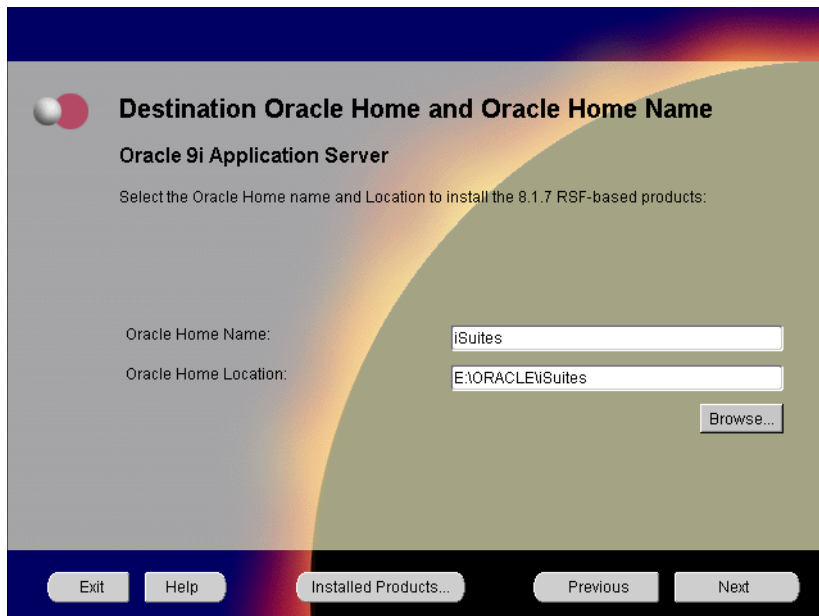 Destination Oracle Home and Oracle Home Name
Oracle 9i Application Server
Select the Oracle Home name and Location to install the 8.1.7 RSF-based products:
Oracle Home Name:
iSuites
Oracle Home Location:
E:\ORACLE\iSuites
Browse...
Exit
Help
Installed Products...
Previous
Next